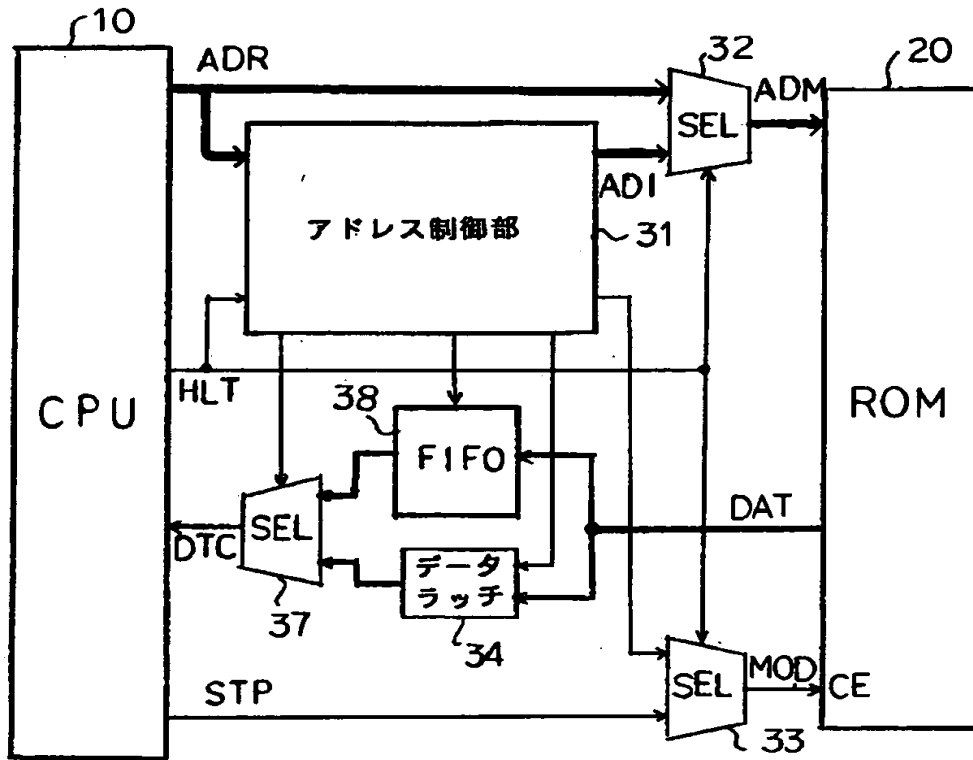 10
ADR
32
20
ADM
SEL
ADI
アドレス制御部
31
HLT
38
CPU
ROM
FIFO
DAT
SEL
DTC
データ
ラッチ
37
34
STP
SEL
MOD
CE
33